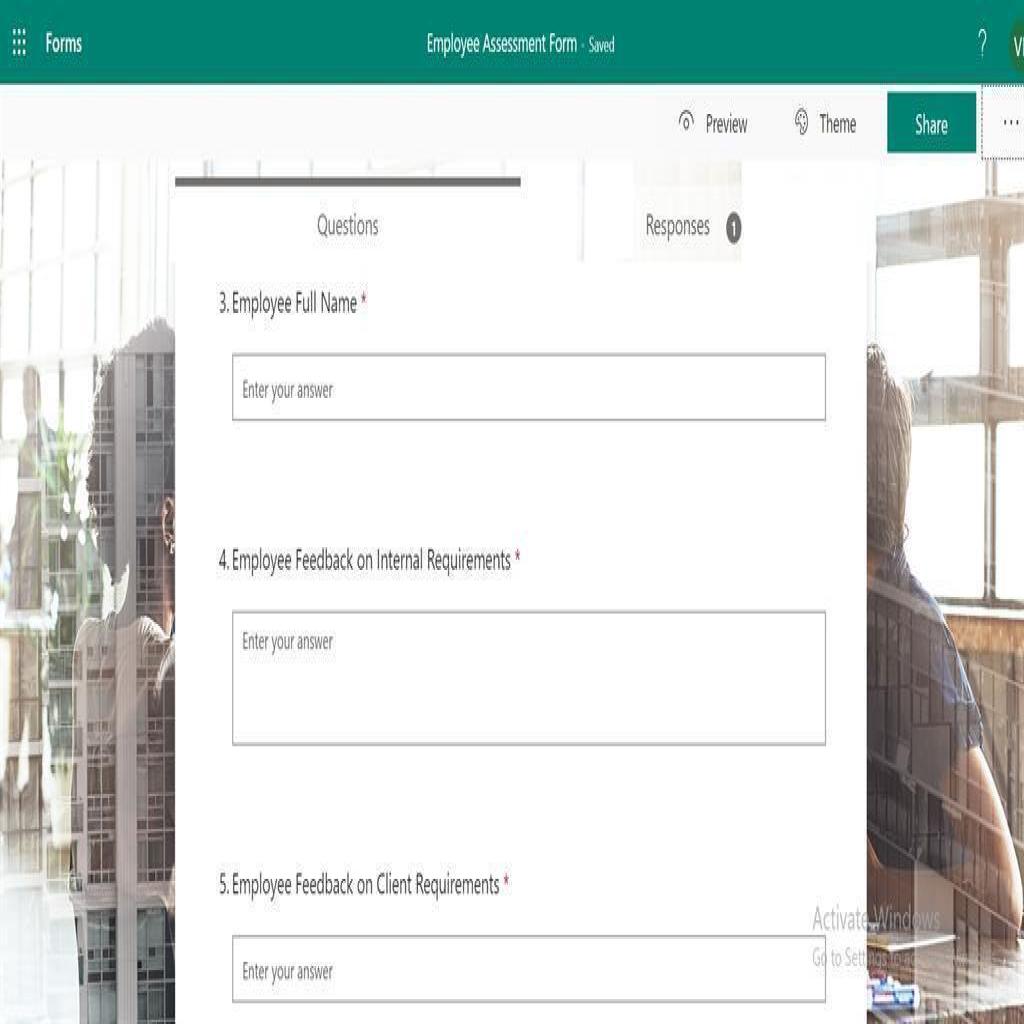 Forms
Employee Assessment Form - Saved
?
Preview
Theme
Share
...
Questions
Responses 1
3. Employee Full Name *
Enter your answer
4. Employee Feedback on Internal Requirements *
Enter your answer
5. Employee Feedback on Client Requirements *
Enter your answer
Activate Windows
Go to Settings to